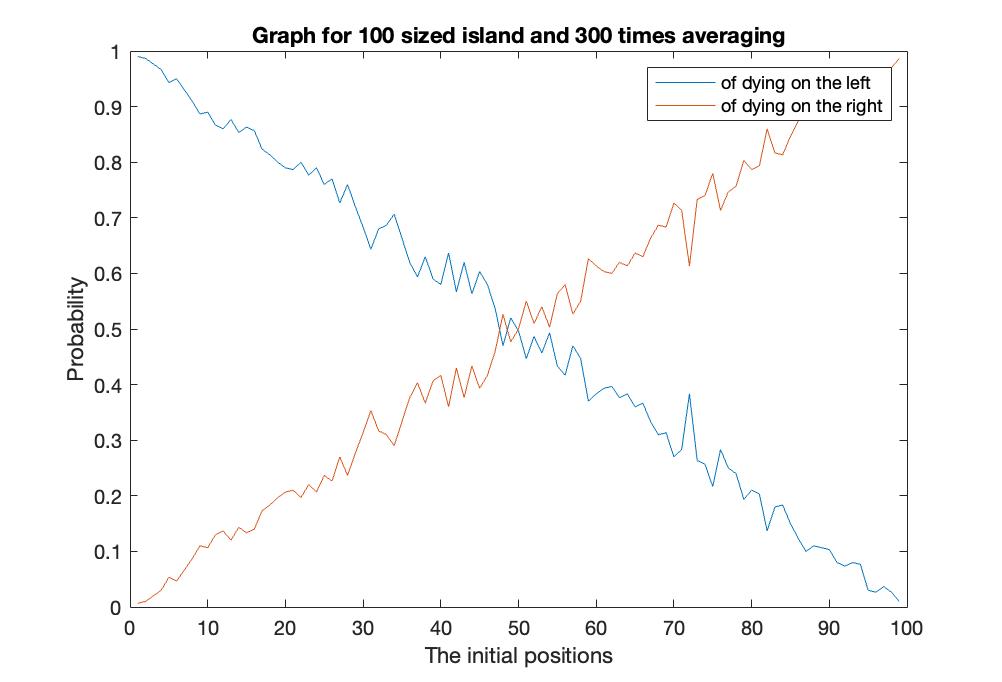 Graph for 100 sized island and 300 times averaging
of dying on the left
of dying on the right
Probability
1
0.9
0.8
0.7
0.6
0.5
0.4
0.3
0.2
0.1
0
0 10 20 30 40 50 60 70 80 90 100
The initial positions